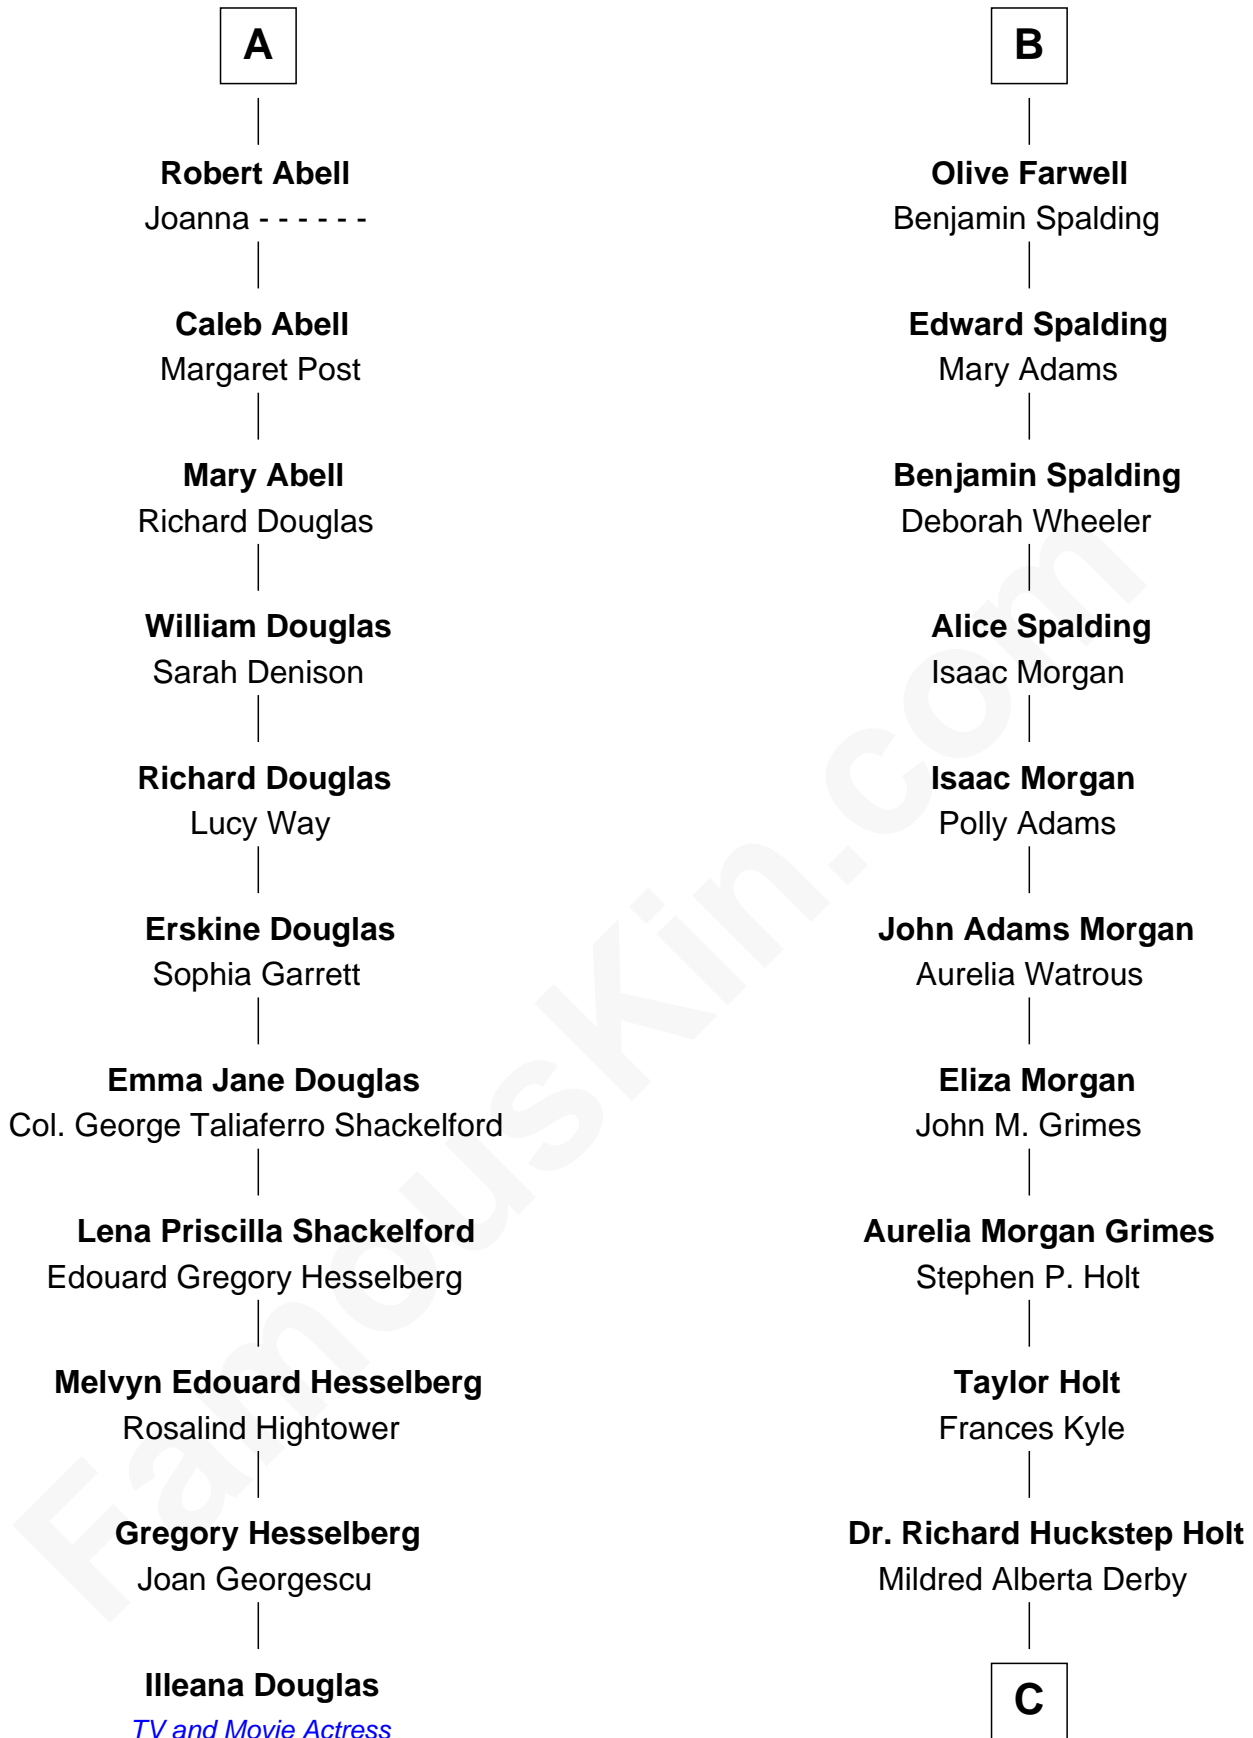 A
Robert Abell
Joanna - - - - - -
Caleb Abell
Margaret Post
Mary Abell
Richard Douglas
William Douglas
Sarah Denison
Richard Douglas
Lucy Way
Erskine Douglas
Sophia Garrett
Emma Jane Douglas
Col. George Taliaferro Shackelford
Lena Priscilla Shackelford
Edouard Gregory Hesselberg
Melvyn Edouard Hesselberg
Rosalind Hightower
Gregory Hesselberg
Joan Georgescu
Illeana Douglas
TV and Movie Actress
B
Olive Farwell
Benjamin Spalding
Edward Spalding
Mary Adams
Benjamin Spalding
Deborah Wheeler
Alice Spalding
Isaac Morgan
Isaac Morgan
Polly Adams
John Adams Morgan
Aurelia Watrous
Eliza Morgan
John M. Grimes
Aurelia Morgan Grimes
Stephen P. Holt
Taylor Holt
Frances Kyle
Dr. Richard Huckstep Holt
Mildred Alberta Derby
C
FamousKin.com